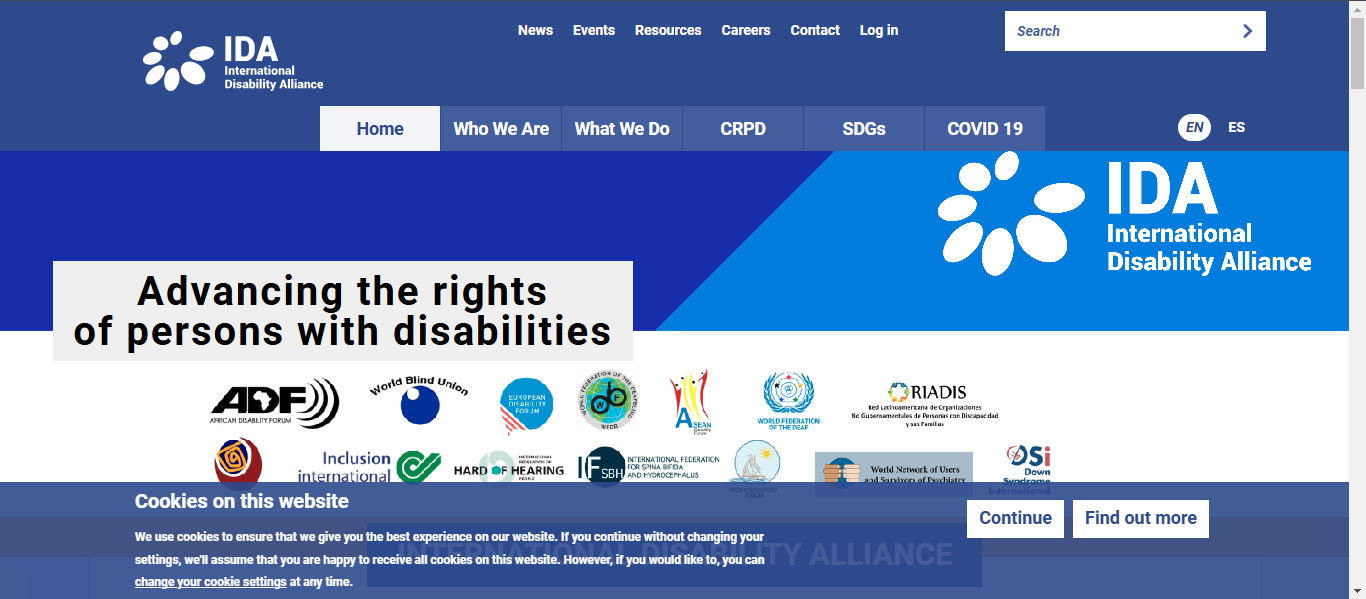 News Events Resources Careers Contact Log in
Search
IDA
International
Disability Alliance
Home Who We Are What We Do CRPD SDGs COVID 19
EN ES
IDA
International
Disability Alliance
Advancing the rights
of persons with disabilities
ADF
AFRICAN DISABILITY FORUM
World Blind Union
EUROPEAN
DISABILITY
FORUM
WORLD FEDERATION OF THE DEAFBLIND
WFDB
ASEAN
Disability
Forum
WORLD FEDERATION
OF THE DEAF
RIADIS
Red Latinoamericana de Organizaciones
No Gubernamentales de Personas con Discapacidad
y sus Familias
Inclusion
international
INTERNATIONAL
FEDERATION OF
HARD OF HEARING
PEOPLE
IF
SBH
INTERNATIONAL FEDERATION
FOR SPINA BIFIDA
AND HYDROCEPHALUS
PACIFIC DISABILITY
FORUM
World Network of Users
and Survivors of Psychiatry
DSi
Down
Syndrome
International
Cookies on this website
We use cookies to ensure that we give you the best experience on our website. If you continue without changing your
settings, we'll assume that you are happy to receive all cookies on this website. However, if you would like to, you can
change your cookie settings at any time.
Continue Find out more
INTERNATIONAL DISABILITY ALLIANCE